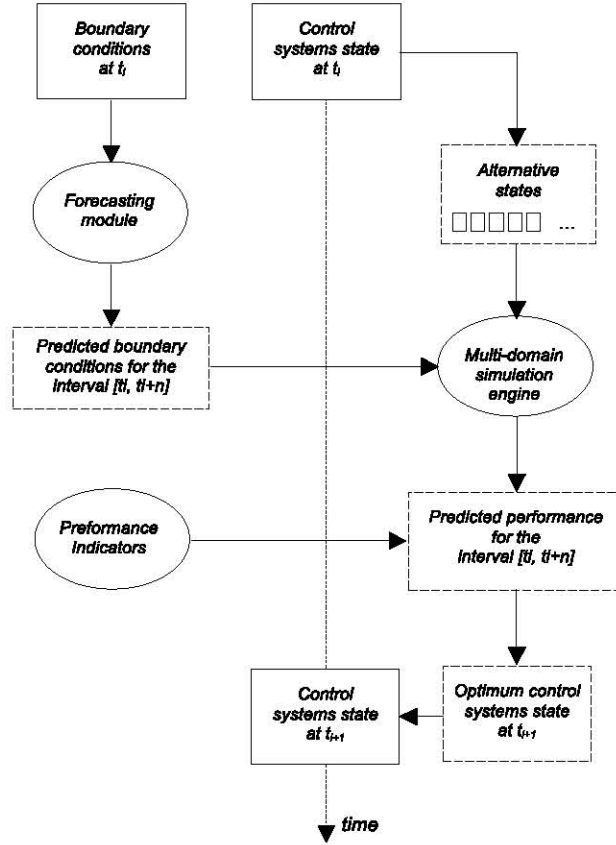 Boundary
conditions
at tᵢ
Control
systems state
at tᵢ
Alternative
states
...
Forecasting
module
Predicted boundary
conditions for the
interval [ti, ti+n]
Multi-domain
simulation
engine
Preformance
indicators
Predicted performance
for the
interval [ti, ti+n]
Control
systems state
at tᵢ₊₁
Optimum control
systems state
at tᵢ₊₁
time